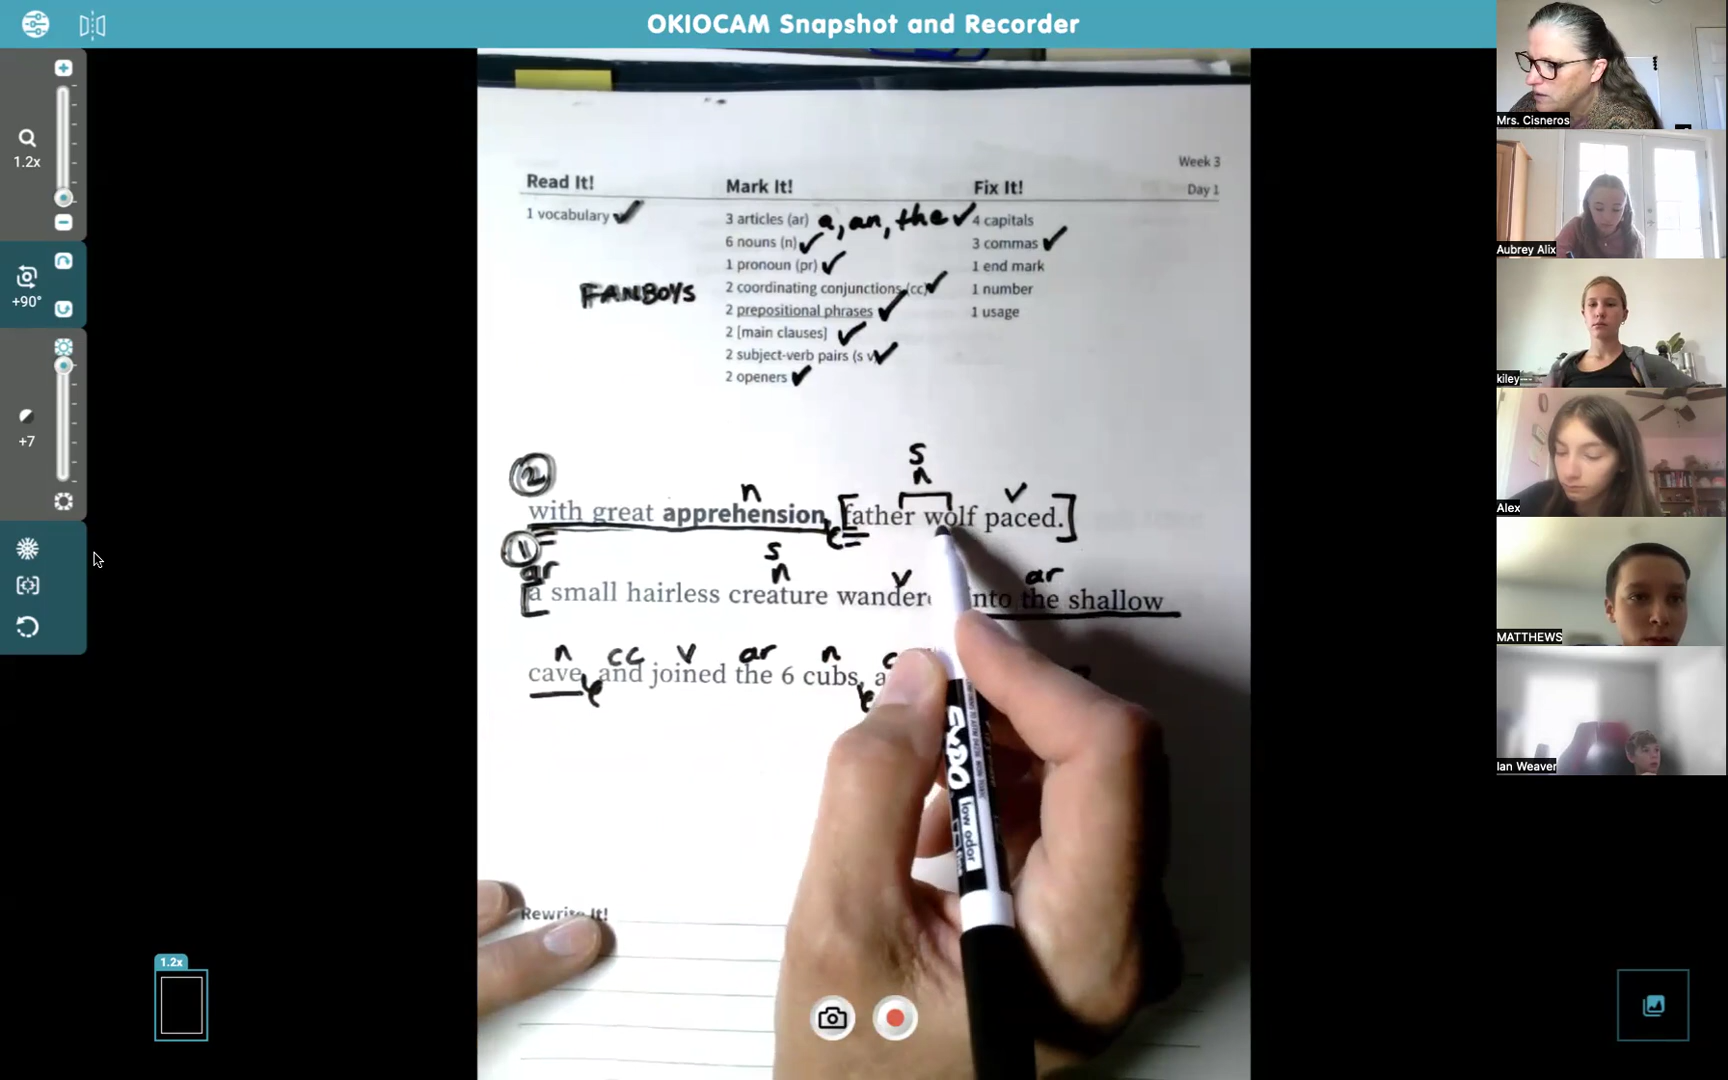 OKIOCAM Snapshot and Recorder
1.2x
+90°
+7
1.2x
Week 3
Day 1
Read It!
1 vocabulary ✓
FANBOYS
Mark It!
3 articles (ar) a, an, the ✓
6 nouns (n) ✓
1 pronoun (pr) ✓
2 coordinating conjunctions (cc) ✓
2 prepositional phrases ✓
2 [main clauses] ✓
2 subject-verb pairs (s v ✓
2 openers ✓
Fix It!
4 capitals
3 commas ✓
1 end mark
1 number
1 usage
s
② n n v
with great apprehension, [father wolf paced.]
① s
ar n v ar
[a small hairless creature wander into the shallow
n cc v ar n c
cave, and joined the 6 cubs, a
Rewrite It!
EXPO
low odor
Mrs. Cisneros
Aubrey Alix
kiley
Alex
MATTHEWS
Ian Weaver